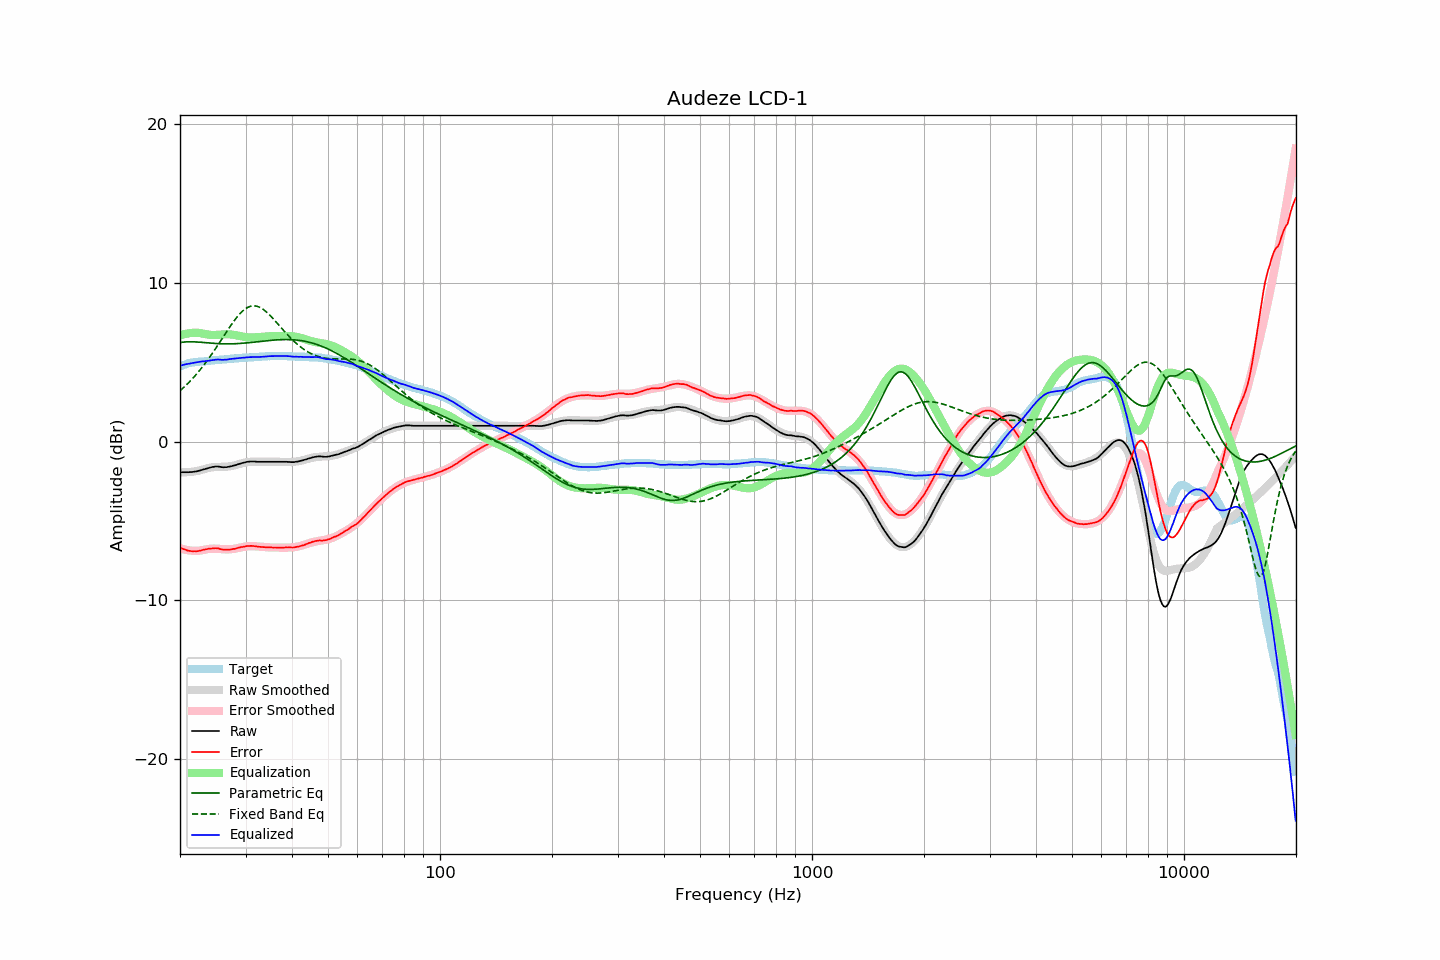 Audeze LCD-1
20
10
0
−10
−20
Amplitude (dBr)
100
1000
10000
Frequency (Hz)
Target
Raw Smoothed
Error Smoothed
Raw
Error
Equalization
Parametric Eq
Fixed Band Eq
Equalized